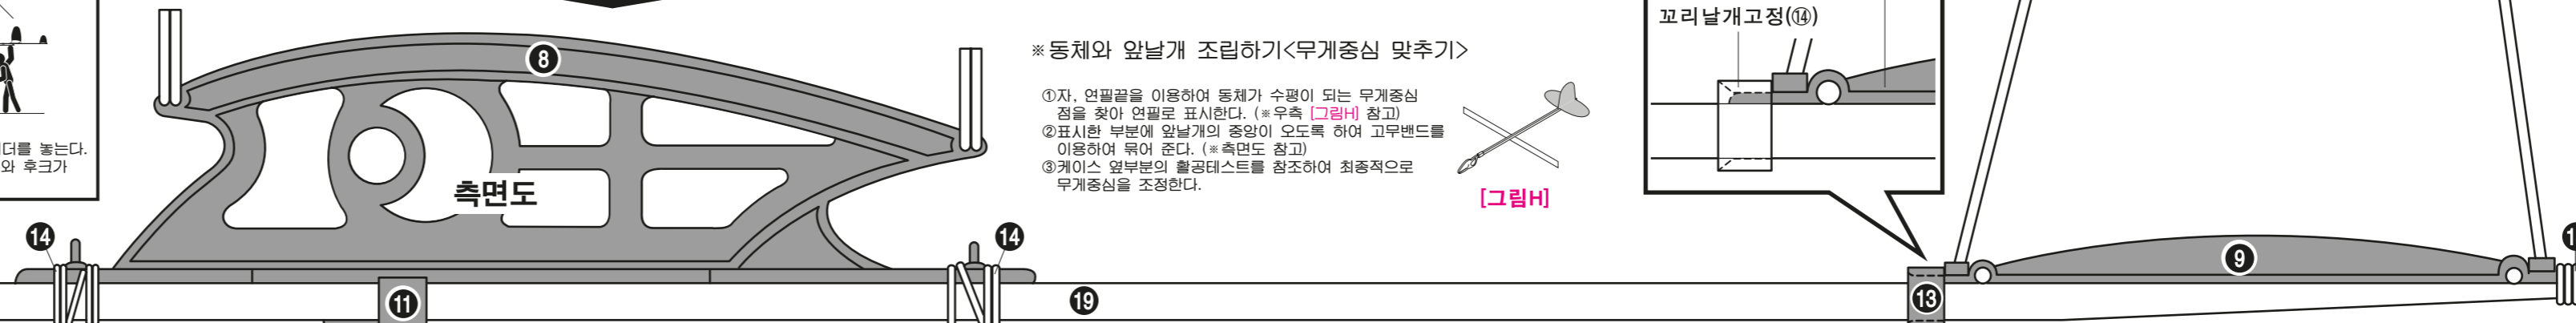 더를 놓는다.
와 후크가
⑧
측면도
⑭
⑪
⑭
⑲
※동체와 앞날개 조립하기<무게중심 맞추기>
①자, 연필끝을 이용하여 동체가 수평이 되는 무게중심
점을 찾아 연필로 표시한다. (※우측 [그림H] 참고)
②표시한 부분에 앞날개의 중앙이 오도록 하여 고무밴드를
이용하여 묶어 준다. (※측면도 참고)
③케이스 옆부분의 활공테스트를 참조하여 최종적으로
무게중심을 조정한다.
[그림H]
꼬리날개고정(⑭)
⑬
⑨